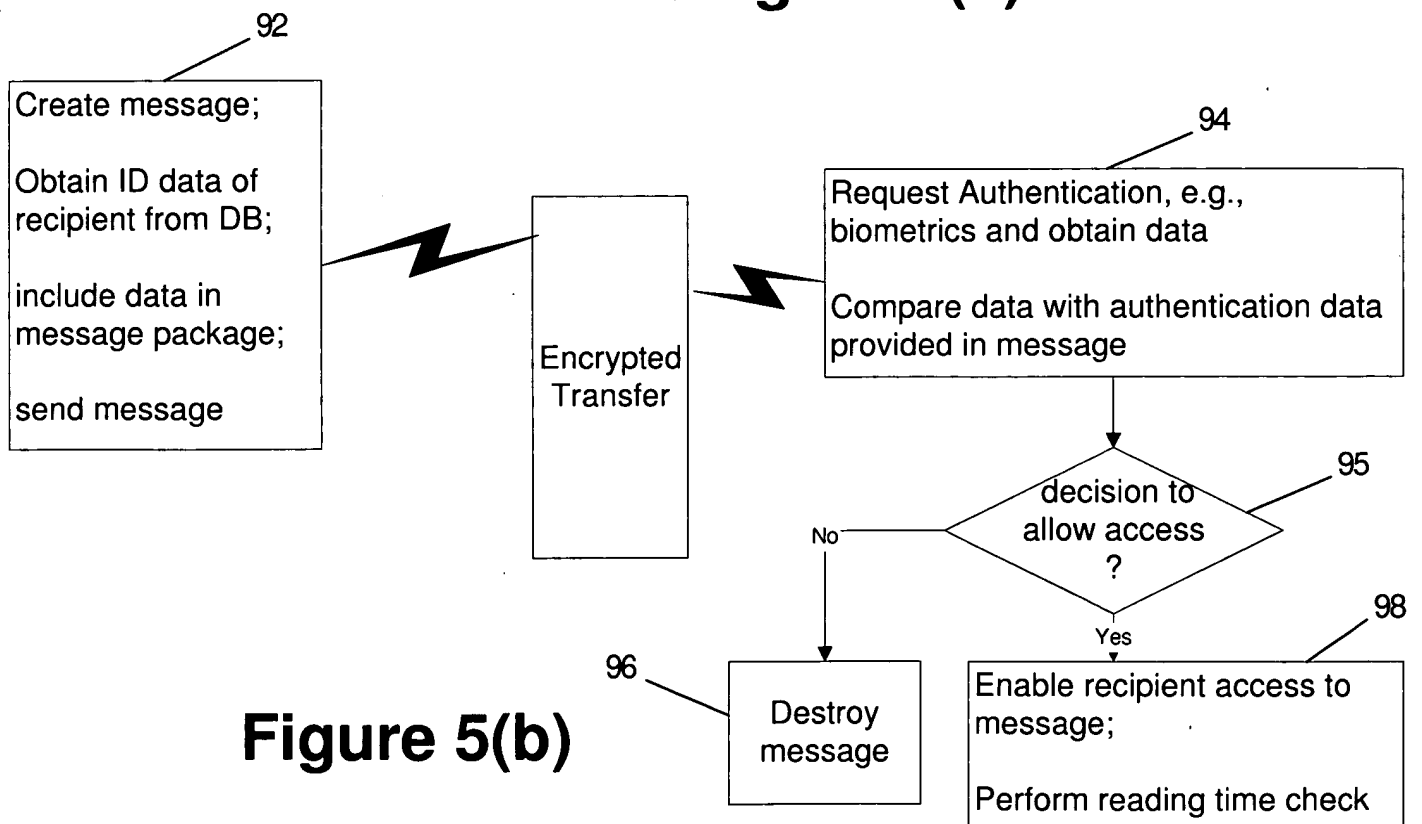 92
Create message;
Obtain ID data of
recipient from DB;
include data in
message package;
send message
Encrypted
Transfer
94
Request Authentication, e.g.,
biometrics and obtain data
Compare data with authentication data
provided in message
95
decision to
allow access
?
No
Yes
96
Destroy
message
98
Enable recipient access to
message;
Perform reading time check
Figure 5(b)